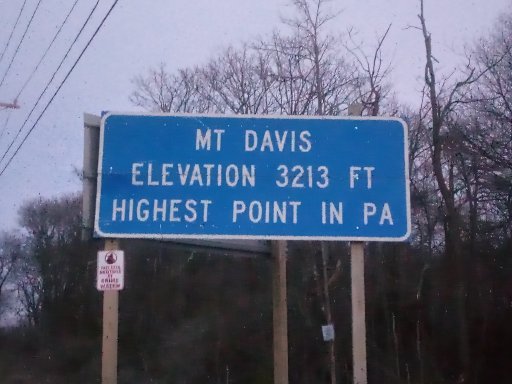 MT DAVIS
ELEVATION 3213 FT
HIGHEST POINT IN PA